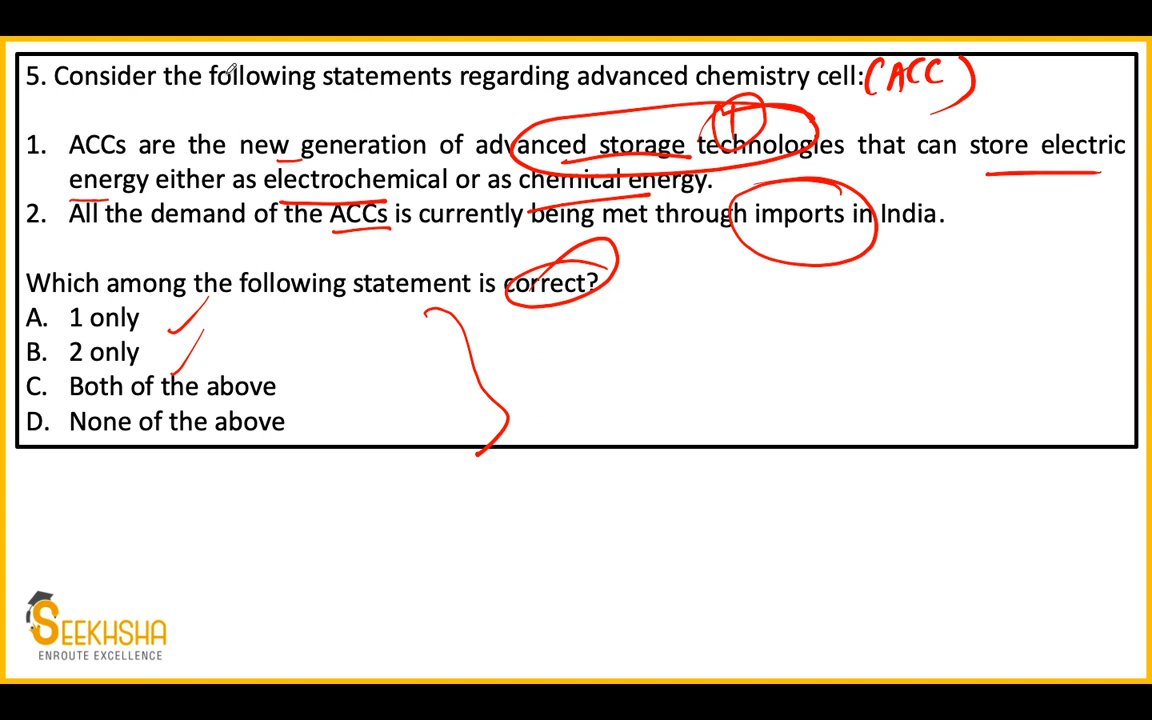 5. Consider the following statements regarding advanced chemistry cell: (ACC)
1. ACCs are the new generation of advanced storage technologies that can store electric
energy either as electrochemical or as chemical energy.
2. All the demand of the ACCs is currently being met through imports in India.
Which among the following statement is correct?
A. 1 only
B. 2 only
C. Both of the above
D. None of the above
SEEKHSHA
ENROUTE EXCELLENCE